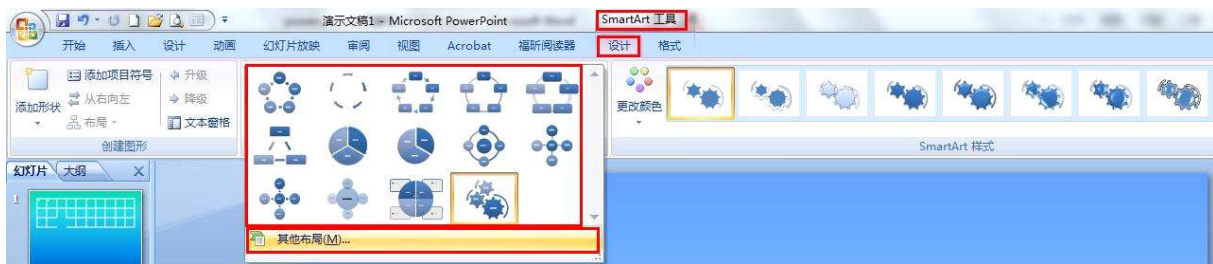 演示文稿1 - Microsoft PowerPoint
SmartArt 工具
开始 插入 设计 动画 幻灯片放映 审阅 视图 Acrobat 福昕阅读器 设计 格式
添加形状
添加项目符号
从右向左
布局
升级
降级
文本窗格
创建图形
更改颜色
SmartArt 样式
幻灯片 大纲 X
1
其他布局(M)...